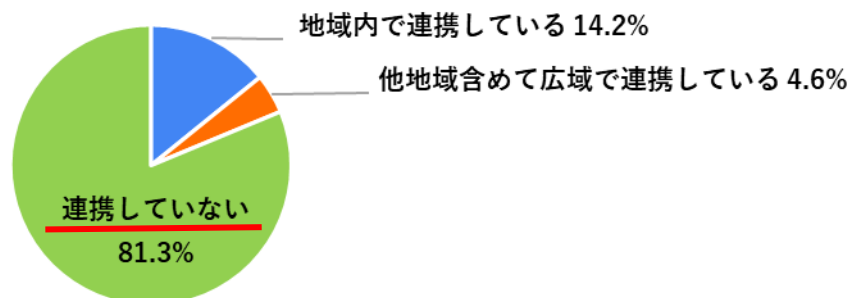 地域内で連携している 14.2%
他地域含めて広域で連携している 4.6%
連携していない
81.3%